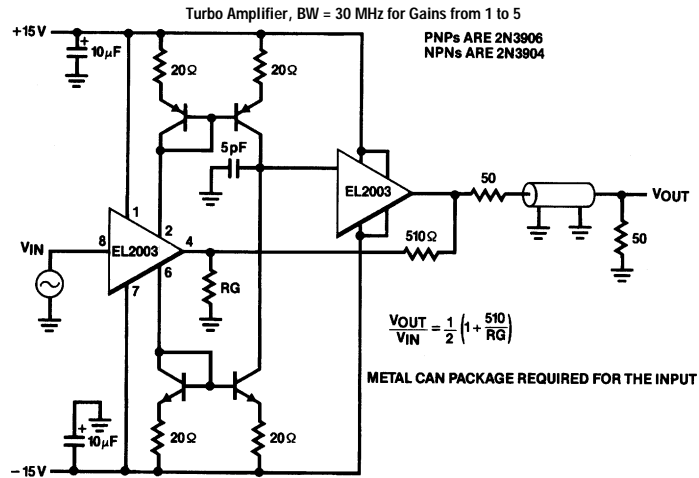 Turbo Amplifier, BW = 30 MHz for Gains from 1 to 5
+15V
+
10μF
20Ω
20Ω
PNPs ARE 2N3906
NPNs ARE 2N3904
5pF
EL2003
50
VOUT
50
1
2
VIN
8
EL2003
4
6
7
510Ω
RG
VOUT/VIN = 1/2 (1 + 510/RG)
METAL CAN PACKAGE REQUIRED FOR THE INPUT
+
10μF
20Ω
20Ω
−15V